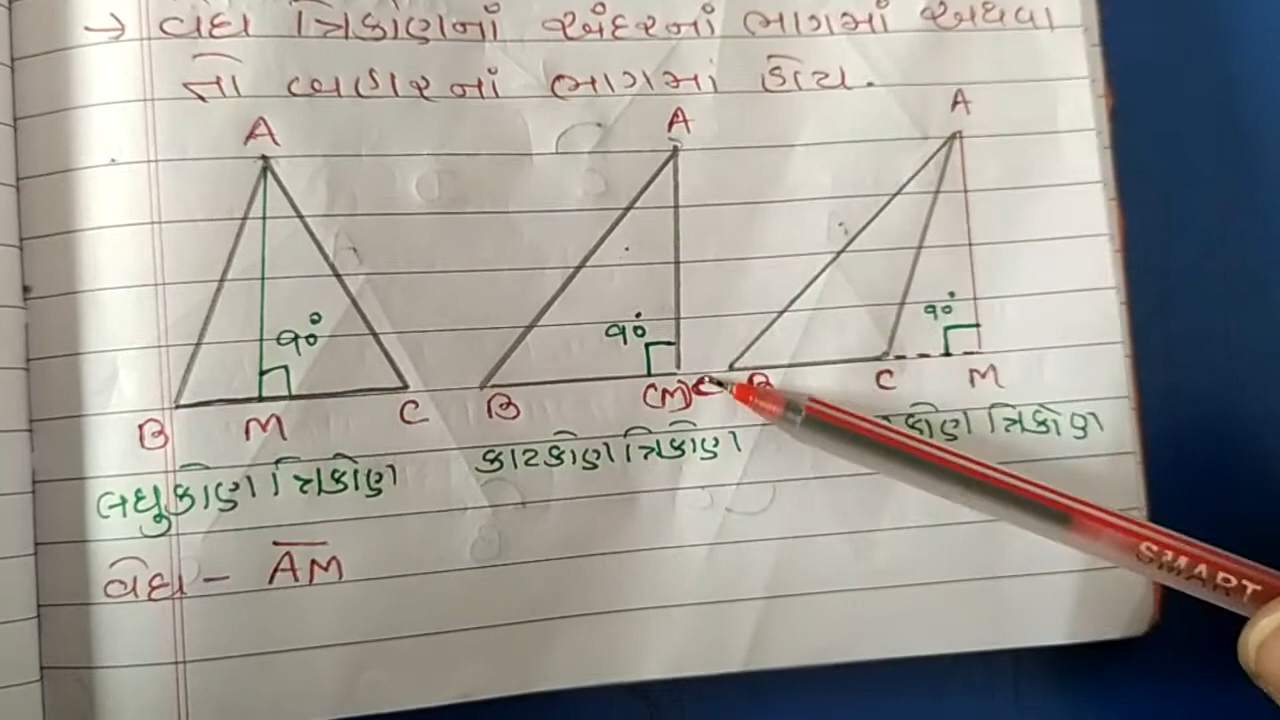 → વેધ ત્રિકોણનાં અંદરનાં ભાગમાં અથવા
તો બહારનાં ભાગમાં હોય.
A
A
A
90°
90°
90°
B M C
B (M)C
B C M
લઘુકોણ ત્રિકોણ
કાટકોણ ત્રિકોણ
ત્રિકોણ
વેધ - AM
SMART